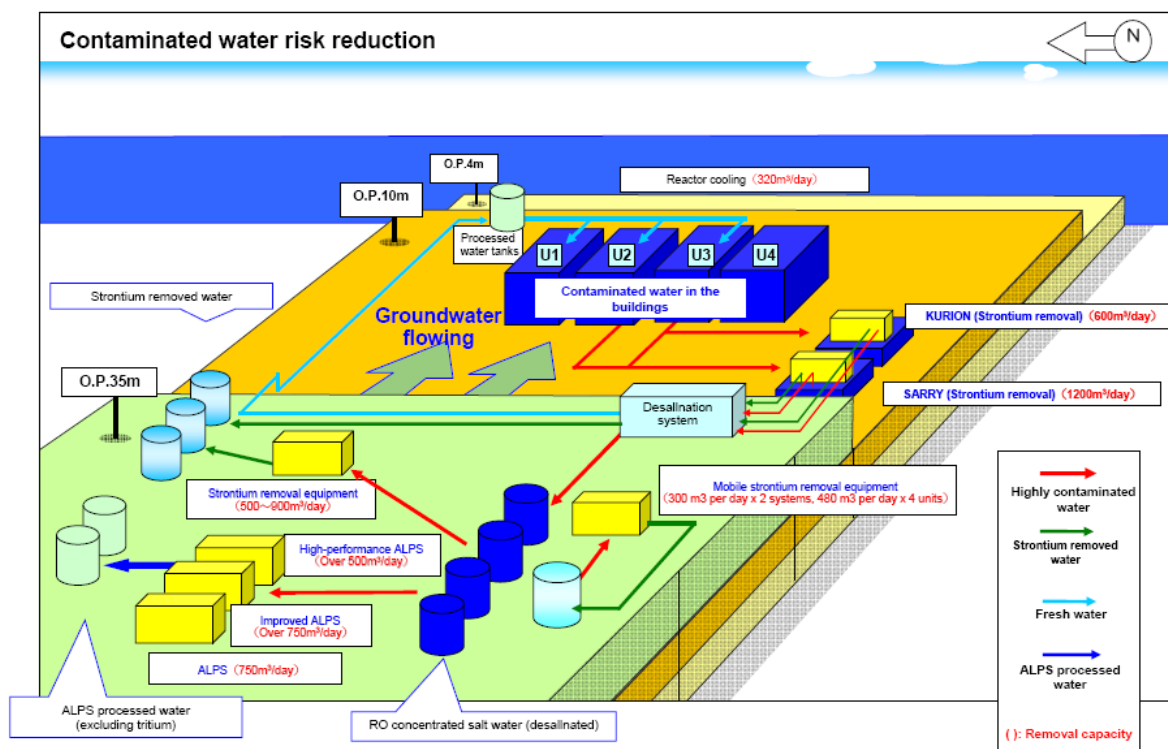 Contaminated water risk reduction
N
O.P.4m
O.P.10m
Reactor cooling（320m³/day）
Processed
water tanks
U1
U2
U3
U4
Contaminated water in the
buildings
Strontium removed water
Groundwater
flowing
KURION (Strontium removal)（600m³/day）
O.P.35m
SARRY (Strontium removal)（1200m³/day）
Desallnation
system
Strontium removal equipment
（500～900m³/day）
Mobile strontium removal equipment
（300 m3 per day x 2 systems, 480 m3 per day x 4 units）
High-performance ALPS
（Over 500m³/day）
Improved ALPS
（Over 750m³/day）
ALPS（750m³/day）
ALPS processed water
(excluding tritium)
RO concentrated salt water (desallnated)
Highly contaminated
water
Strontium removed
water
Fresh water
ALPS processed
water
( ): Removal capacity